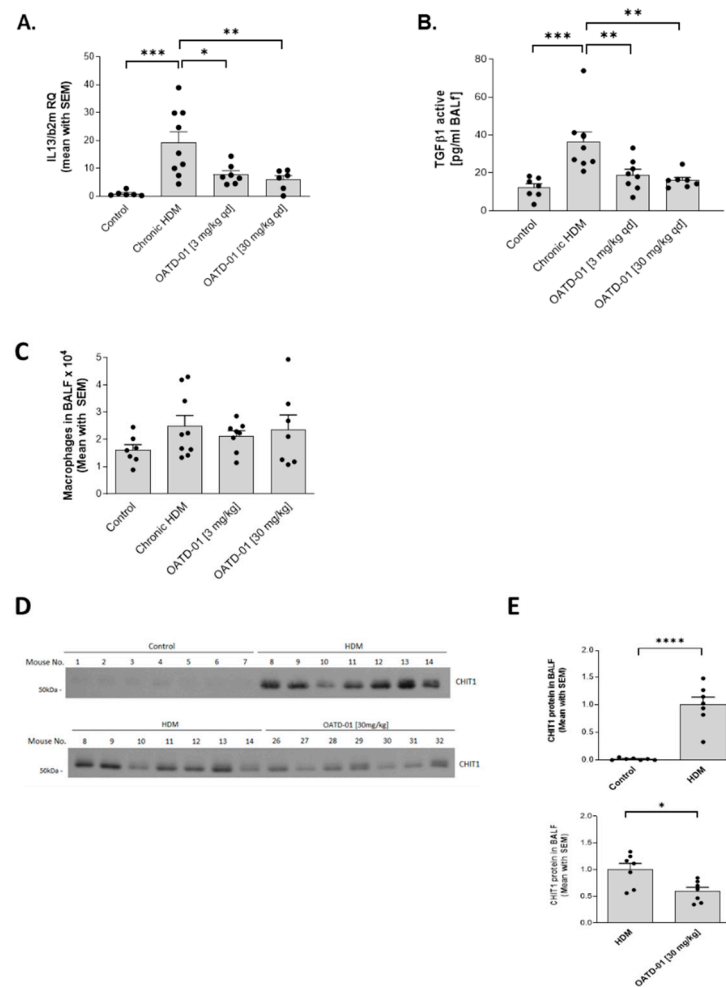 A.
***
*
**
IL13/b2m RQ
(mean with SEM)
50
40
30
20
10
0
Control
Chronic HDM
OATD-01 [3 mg/kg qd]
OATD-01 [30 mg/kg qd]
B.
***
**
**
TGFβ1 active
[pg/ml BALf]
80
60
40
20
0
Control
Chronic HDM
OATD-01 [3 mg/kg qd]
OATD-01 [30 mg/kg qd]
C
Macrophages in BALF x 10⁴
(Mean with SEM)
5
4
3
2
1
0
Control
Chronic HDM
OATD-01 [3 mg/kg]
OATD-01 [30 mg/kg]
D
Control HDM
Mouse No. 1 2 3 4 5 6 7 8 9 10 11 12 13 14
50kDa - CHIT1
HDM OATD-01 [30mg/kg]
Mouse No. 8 9 10 11 12 13 14 26 27 28 29 30 31 32
50kDa - CHIT1
E
****
CHIT1 protein in BALF
(Mean with SEM)
2.0
1.5
1.0
0.5
0.0
Control
HDM
*
CHIT1 protein in BALF
(Mean with SEM)
2.0
1.5
1.0
0.5
0.0
HDM
OATD-01 [30 mg/kg]